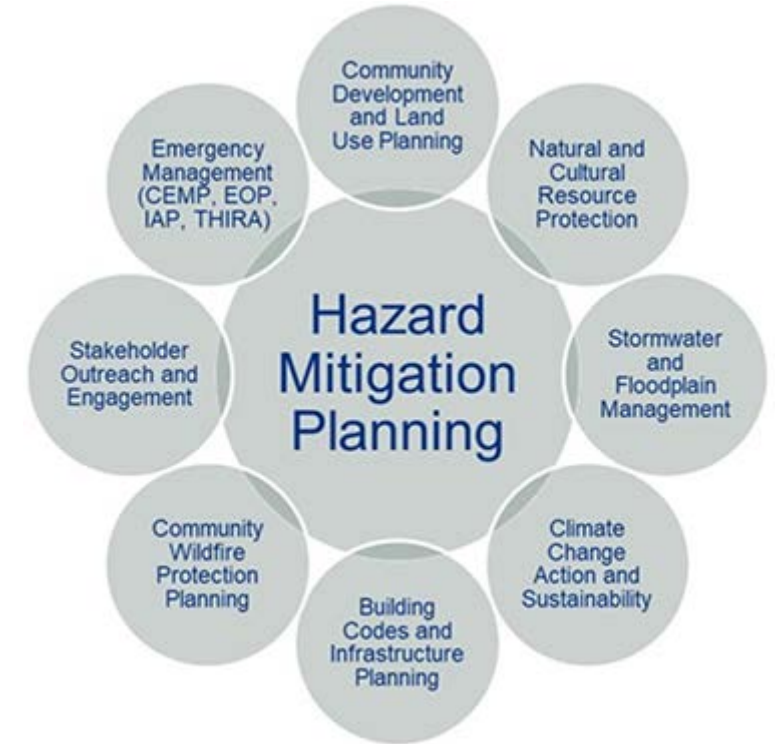 Community
Development
and Land
Use Planning
Natural and
Cultural
Resource
Protection
Stormwater
and
Floodplain
Management
Climate
Change
Action and
Sustainability
Building
Codes and
Infrastructure
Planning
Community
Wildfire
Protection
Planning
Stakeholder
Outreach and
Engagement
Emergency
Management
(CEMP, EOP,
IAP, THIRA)
Hazard
Mitigation
Planning